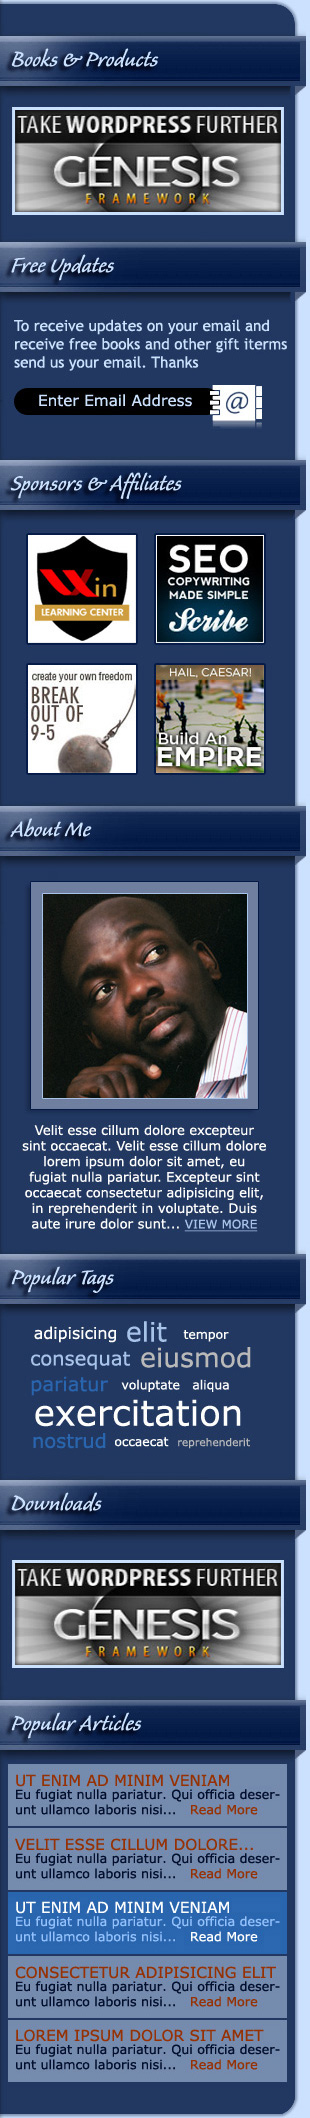 Books & Products
TAKE WORDPRESS FURTHER
GENESIS
FRAMEWORK
Free Updates
To receive updates on your email and
receive free books and other gift iterms
send us your email. Thanks
Enter Email Address @
Sponsors & Affiliates
Win
LEARNING CENTER
SEO
COPYWRITING
MADE SIMPLE
Scribe
create your own freedom
BREAK
OUT OF
9-5
HAIL, CAESAR!
Build An
EMPIRE
About Me
Velit esse cillum dolore excepteur
sint occaecat. Velit esse cillum dolore
lorem ipsum dolor sit amet, eu
fugiat nulla pariatur. Excepteur sint
occaecat consectetur adipisicing elit,
in reprehenderit in voluptate. Duis
aute irure dolor sunt... VIEW MORE
Popular Tags
adipisicing elit tempor
consequat eiusmod
pariatur voluptate aliqua
exercitation
nostrud occaecat reprehenderit
Downloads
TAKE WORDPRESS FURTHER
GENESIS
FRAMEWORK
Popular Articles
UT ENIM AD MINIM VENIAM
Eu fugiat nulla pariatur. Qui officia deser-
unt ullamco laboris nisi... Read More
VELIT ESSE CILLUM DOLORE...
Eu fugiat nulla pariatur. Qui officia deser-
unt ullamco laboris nisi... Read More
UT ENIM AD MINIM VENIAM
Eu fugiat nulla pariatur. Qui officia deser-
unt ullamco laboris nisi... Read More
CONSECTETUR ADIPISICING ELIT
Eu fugiat nulla pariatur. Qui officia deser-
unt ullamco laboris nisi... Read More
LOREM IPSUM DOLOR SIT AMET
Eu fugiat nulla pariatur. Qui officia deser-
unt ullamco laboris nisi... Read More